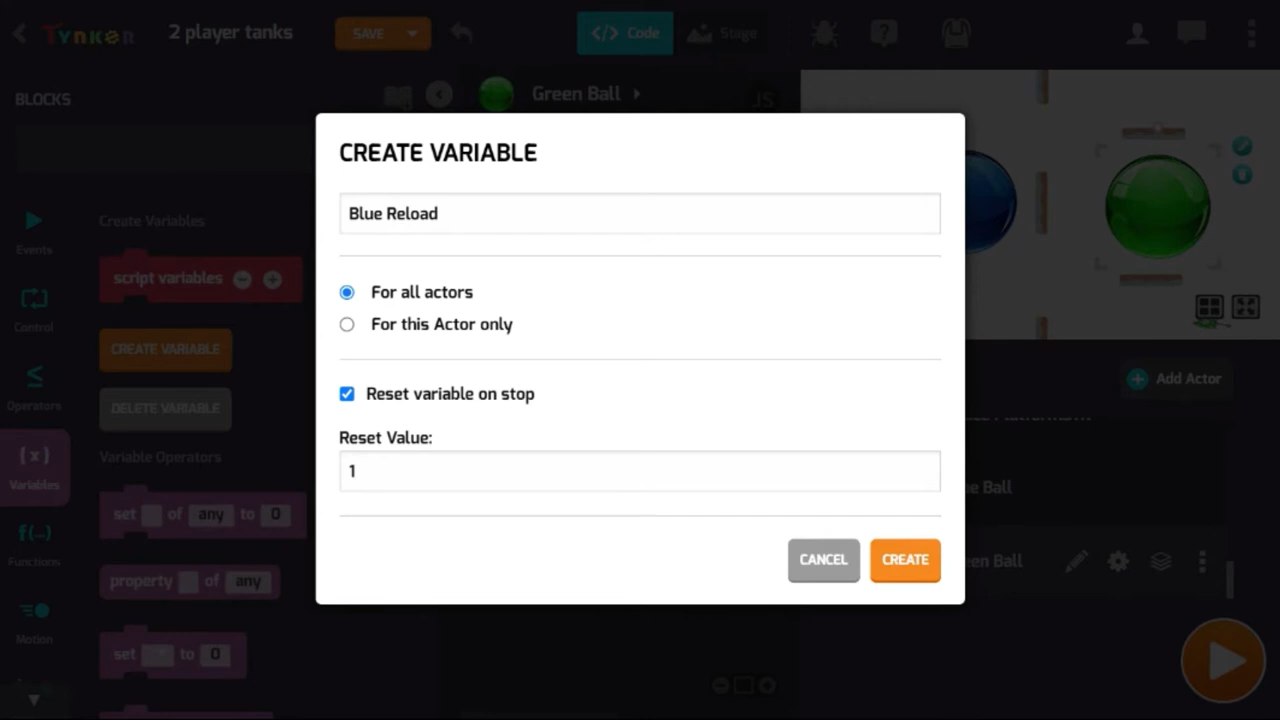 TYNKER
2 player tanks
SAVE
</> Code
Stage
BLOCKS
Green Ball
JS
CREATE VARIABLE
Blue Reload
For all actors
For this Actor only
Reset variable on stop
Reset Value:
1
CANCEL
CREATE
Events
Control
Operators
(x)
Variables
f(...)
Functions
Motion
Create Variables
script variables
CREATE VARIABLE
DELETE VARIABLE
Variable Operators
set of any to 0
property of any
set to 0
Add Actor
Ball
Ball